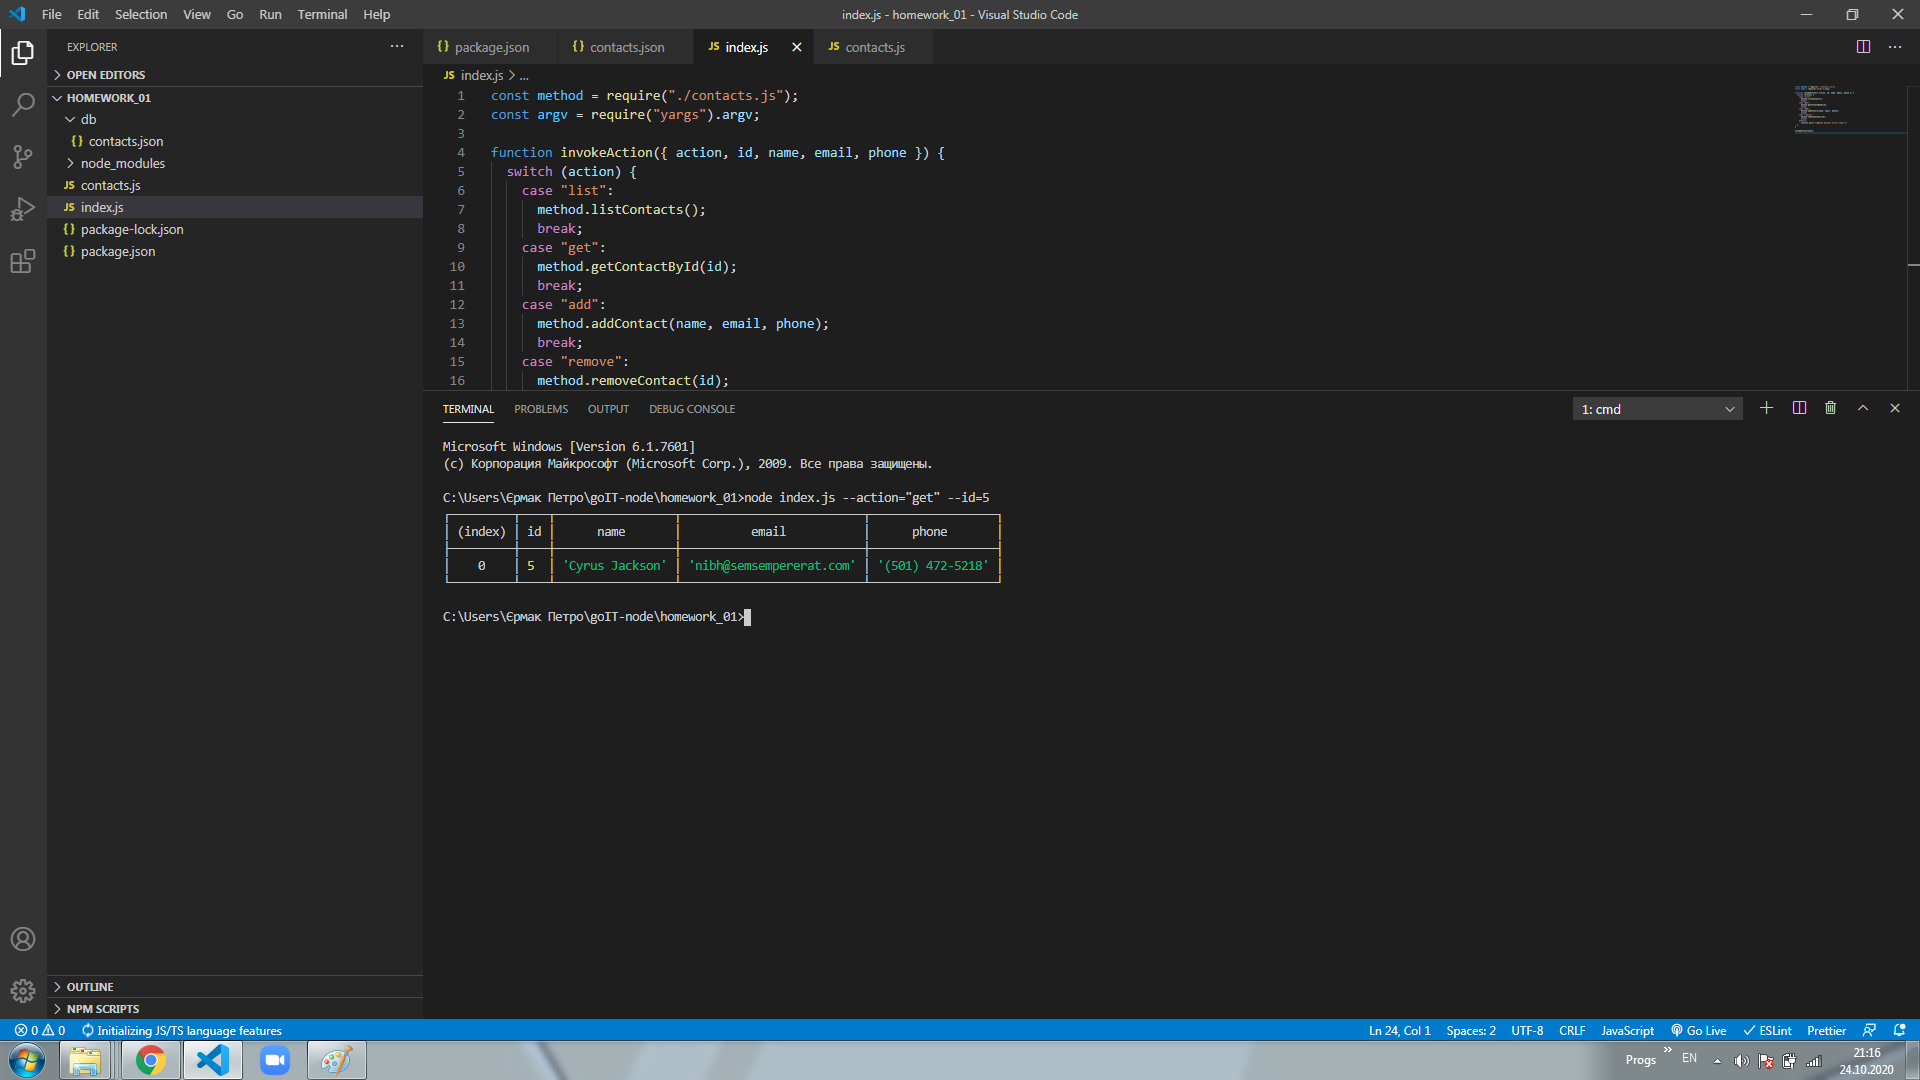 File Edit Selection View Go Run Terminal Help
index.js - homework_01 - Visual Studio Code
EXPLORER
OPEN EDITORS
HOMEWORK_01
db
contacts.json
node_modules
JS contacts.js
JS index.js
package-lock.json
package.json
OUTLINE
NPM SCRIPTS
{} package.json {} contacts.json JS index.js JS contacts.js
JS index.js > ...
1 const method = require("./contacts.js");
2 const argv = require("yargs").argv;
3
4 function invokeAction({ action, id, name, email, phone }) {
5 switch (action) {
6 case "list":
7 method.listContacts();
8 break;
9 case "get":
10 method.getContactById(id);
11 break;
12 case "add":
13 method.addContact(name, email, phone);
14 break;
15 case "remove":
16 method.removeContact(id);
TERMINAL PROBLEMS OUTPUT DEBUG CONSOLE
1: cmd
Microsoft Windows [Version 6.1.7601]
(c) Корпорация Майкрософт (Microsoft Corp.), 2009. Все права защищены.
C:\Users\Єрмак Петро\goIT-node\homework_01>node index.js --action="get" --id=5
(index) id name email phone
0 5 'Cyrus Jackson' 'nibh@semsempererat.com' '(501) 472-5218'
C:\Users\Єрмак Петро\goIT-node\homework_01>
0 0 Initializing JS/TS language features
Ln 24, Col 1 Spaces: 2 UTF-8 CRLF JavaScript Go Live ESLint Prettier
Progs » EN
21:16
24.10.2020